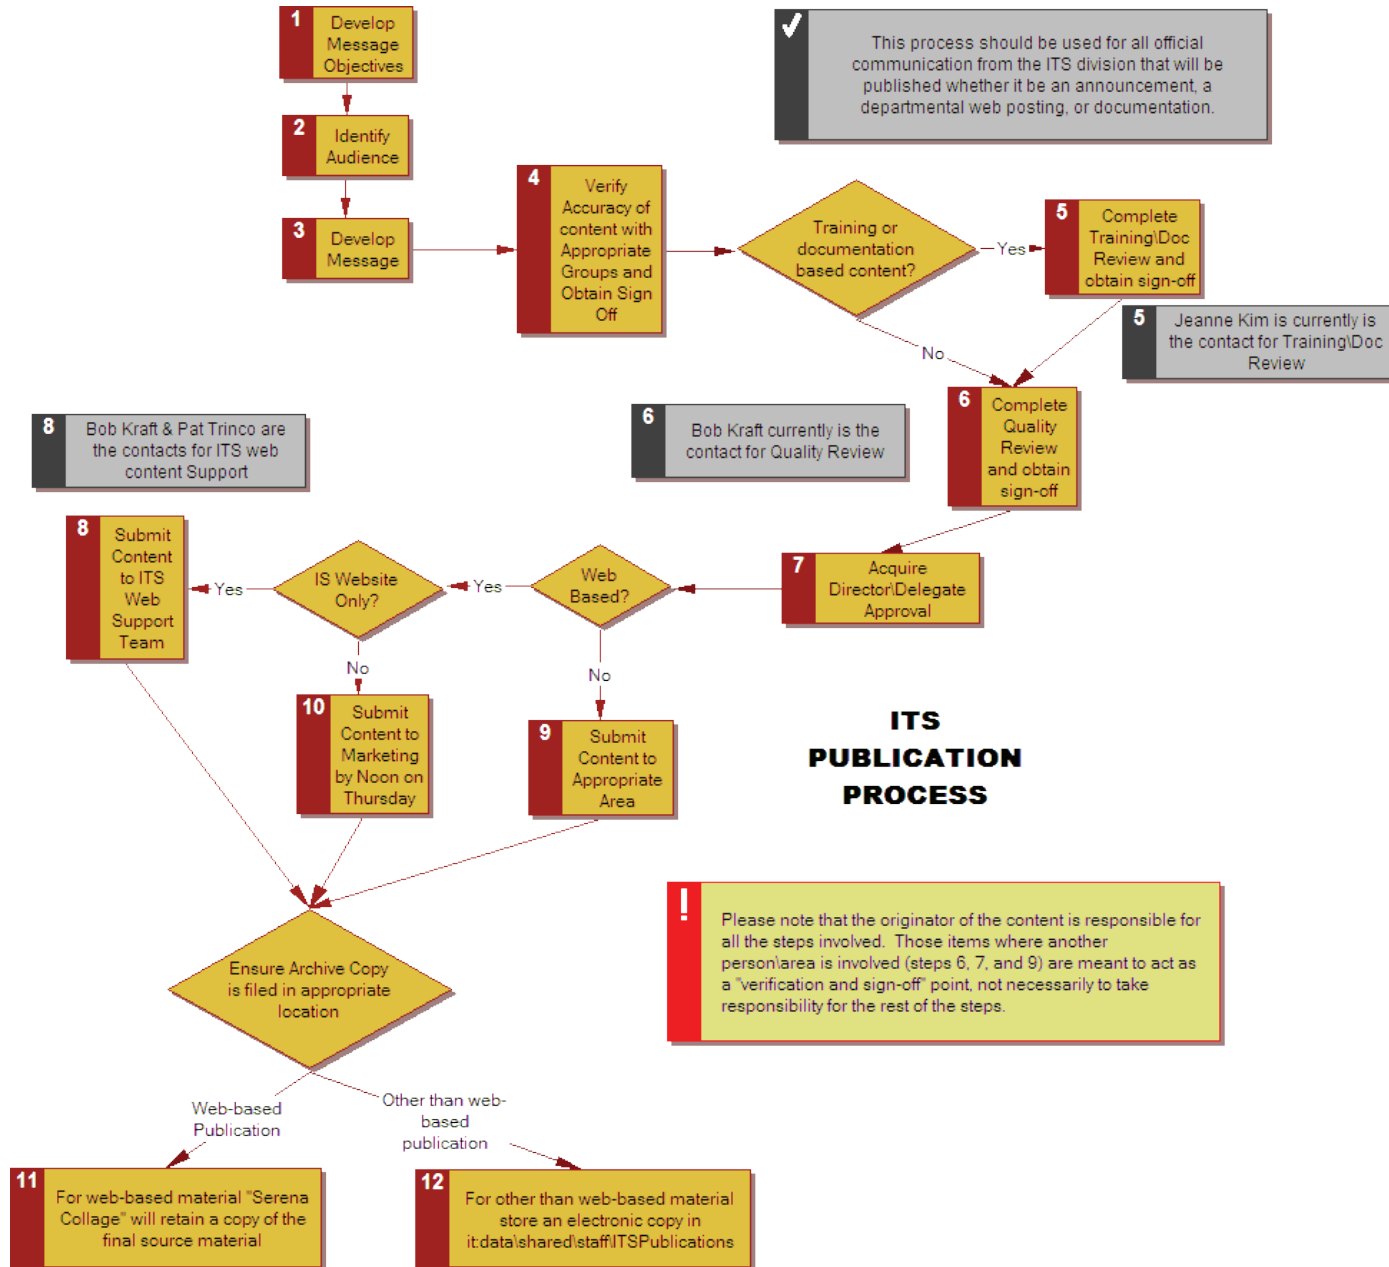 1
Develop
Message
Objectives
This process should be used for all official
communication from the ITS division that will be
published whether it be an announcement, a
departmental web posting, or documentation.
2
Identify
Audience
3
Develop
Message
4
Verify
Accuracy of
content with
Appropriate
Groups and
Obtain Sign
Off
Training or
documentation
based content?
Yes
5
Complete
Training\Doc
Review and
obtain sign-off
5
Jeanne Kim is currently is
the contact for Training\Doc
Review
No
6
Complete
Quality
Review
and obtain
sign-off
6
Bob Kraft currently is the
contact for Quality Review
8
Bob Kraft & Pat Trinco are
the contacts for ITS web
content Support
7
Acquire
Director\Delegate
Approval
Web
Based?
Yes
IS Website
Only?
Yes
8
Submit
Content
to ITS
Web
Support
Team
No
10
Submit
Content to
Marketing
by Noon on
Thursday
No
9
Submit
Content to
Appropriate
Area
ITS
PUBLICATION
PROCESS
!
Please note that the originator of the content is responsible for
all the steps involved. Those items where another
person\area is involved (steps 6, 7, and 9) are meant to act as
a "verification and sign-off" point, not necessarily to take
responsibility for the rest of the steps.
Ensure Archive Copy
is filed in appropriate
location
Web-based
Publication
Other than web-
based
publication
11
For web-based material "Serena
Collage" will retain a copy of the
final source material
12
For other than web-based material
store an electronic copy in
it:data\shared\staff\ITSPublications